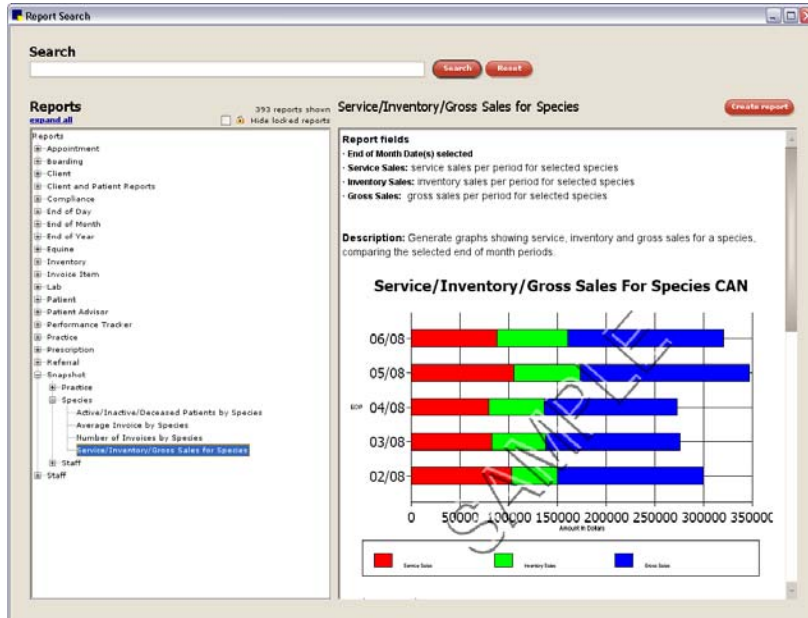 Report Search
Search
Search
Reset
Reports
393 reports shown
expand all
Hide locked reports
Reports
Appointment
Boarding
Client
Client and Patient Reports
Compliance
End of Day
End of Month
End of Year
Equine
Inventory
Invoice Item
Lab
Patient
Patient Advisor
Performance Tracker
Practice
Prescription
Referral
Snapshot
Practice
Species
Active/Inactive/Deceased Patients by Species
Average Invoice by Species
Number of Invoices by Species
Service/Inventory/Gross Sales for Species
Staff
Staff
Service/Inventory/Gross Sales for Species
Create report
Report fields
· End of Month Date(s) selected
· Service Sales: service sales per period for selected species
· Inventory Sales: inventory sales per period for selected species
· Gross Sales: gross sales per period for selected species
Description: Generate graphs showing service, inventory and gross sales for a species,
comparing the selected end of month periods.
Service/Inventory/Gross Sales For Species CAN
06/08
05/08
EOP 04/08
03/08
02/08
0 50000 100000 150000 200000 250000 300000 350000
Amount in Dollars
Service Sales Inventory Sales Gross Sales
SAMPLE